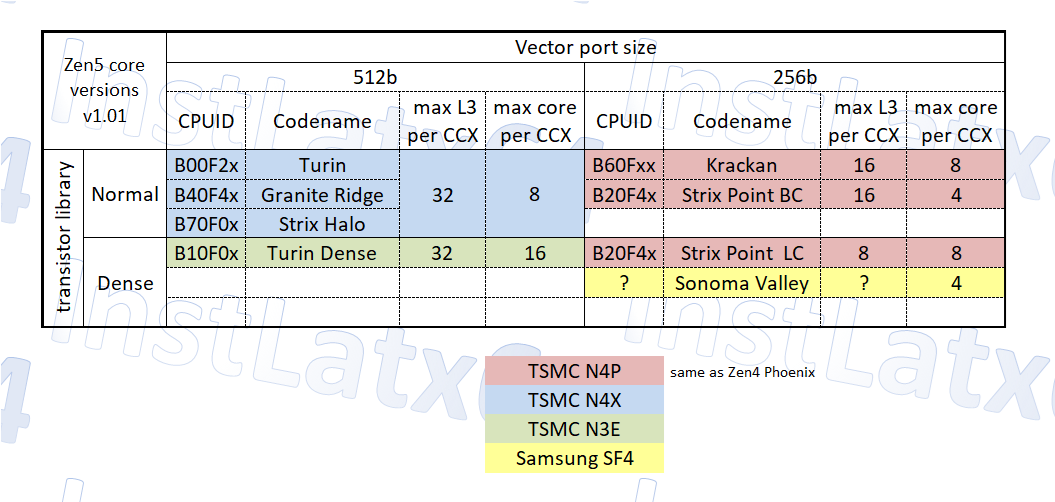 Zen5 core
versions
v1.01
Vector port size
512b
256b
CPUID
Codename
max L3
per CCX
max core
per CCX
CPUID
Codename
max L3
per CCX
max core
per CCX
transistor library
Normal
B00F2x Turin 32 8 B60Fxx Krackan 16 8
B40F4x Granite Ridge B20F4x Strix Point BC 16 4
B70F0x Strix Halo
Dense
B10F0x Turin Dense 32 16 B20F4x Strix Point LC 8 8
? Sonoma Valley ? 4
TSMC N4P same as Zen4 Phoenix
TSMC N4X
TSMC N3E
Samsung SF4
InstLatx
InstLatx
InstLatx
InstLatx